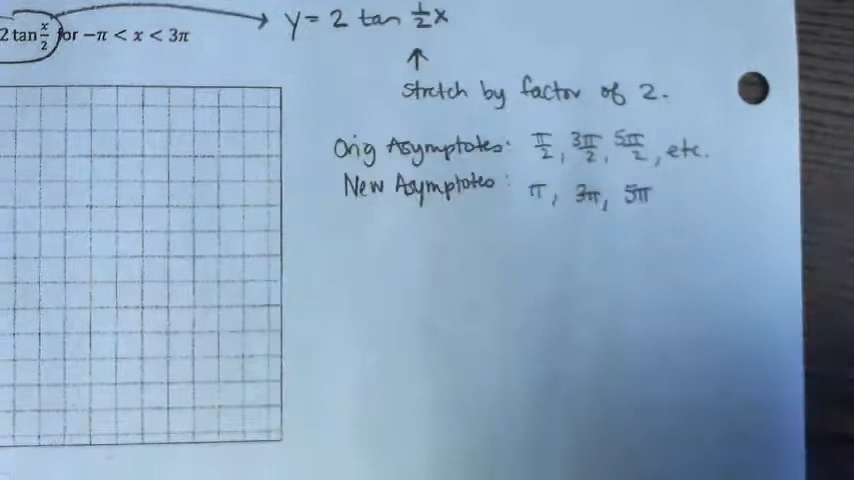 2 tan x/2 for −π < x < 3π
y = 2 tan 1/2 x
↑
stretch by factor of 2.
Orig Asymptotes: π/2, 3π/2, 5π/2, etc.
New Asymptotes: π, 3π, 5π